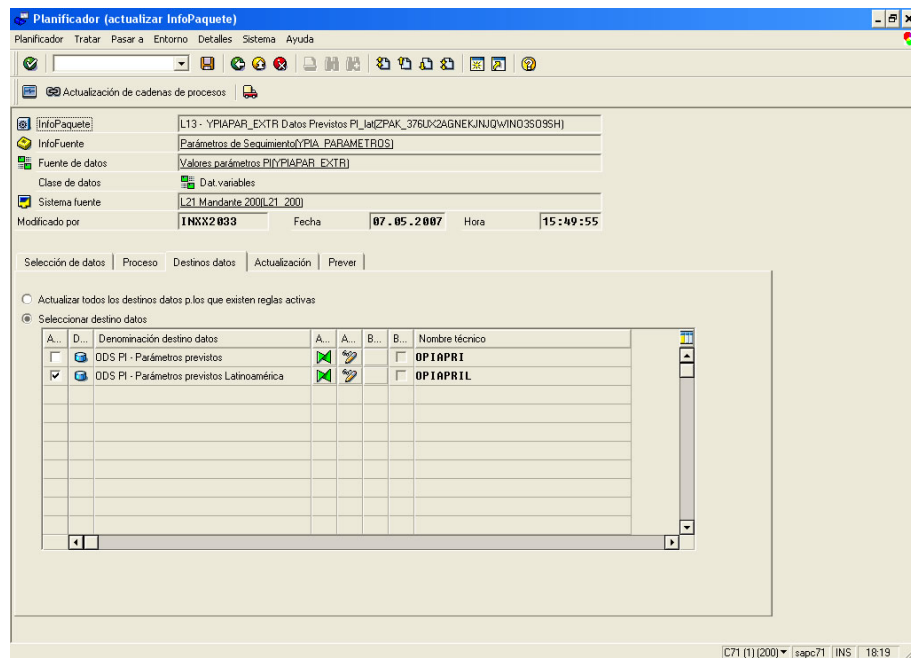 Planificador (actualizar InfoPaquete)
Planificador Tratar Pasar a Entorno Detalles Sistema Ayuda
Actualización de cadenas de procesos
InfoPaquete L13 - YPIAPAR_EXTR Datos Previstos PI_lat(ZPAK_376UX2AGNEKJNJQWINO3SO9SH)
InfoFuente Parámetros de Seguimiento(YPIA_PARAMETROS)
Fuente de datos Valores parámetros PI(YPIAPAR_EXTR)
Clase de datos Dat.variables
Sistema fuente L21 Mandante 200(L21_200)
Modificado por INXX2033 Fecha 07.05.2007 Hora 15:49:55
Selección de datos Proceso Destinos datos Actualización Prever
Actualizar todos los destinos datos p.los que existen reglas activas
Seleccionar destino datos
A... D... Denominación destino datos A... A... B... B... Nombre técnico
ODS PI - Parámetros previstos OPIAPRI
ODS PI - Parámetros previstos Latinoamérica OPIAPRIL
C71 (1) (200) sapc71 INS 18:19